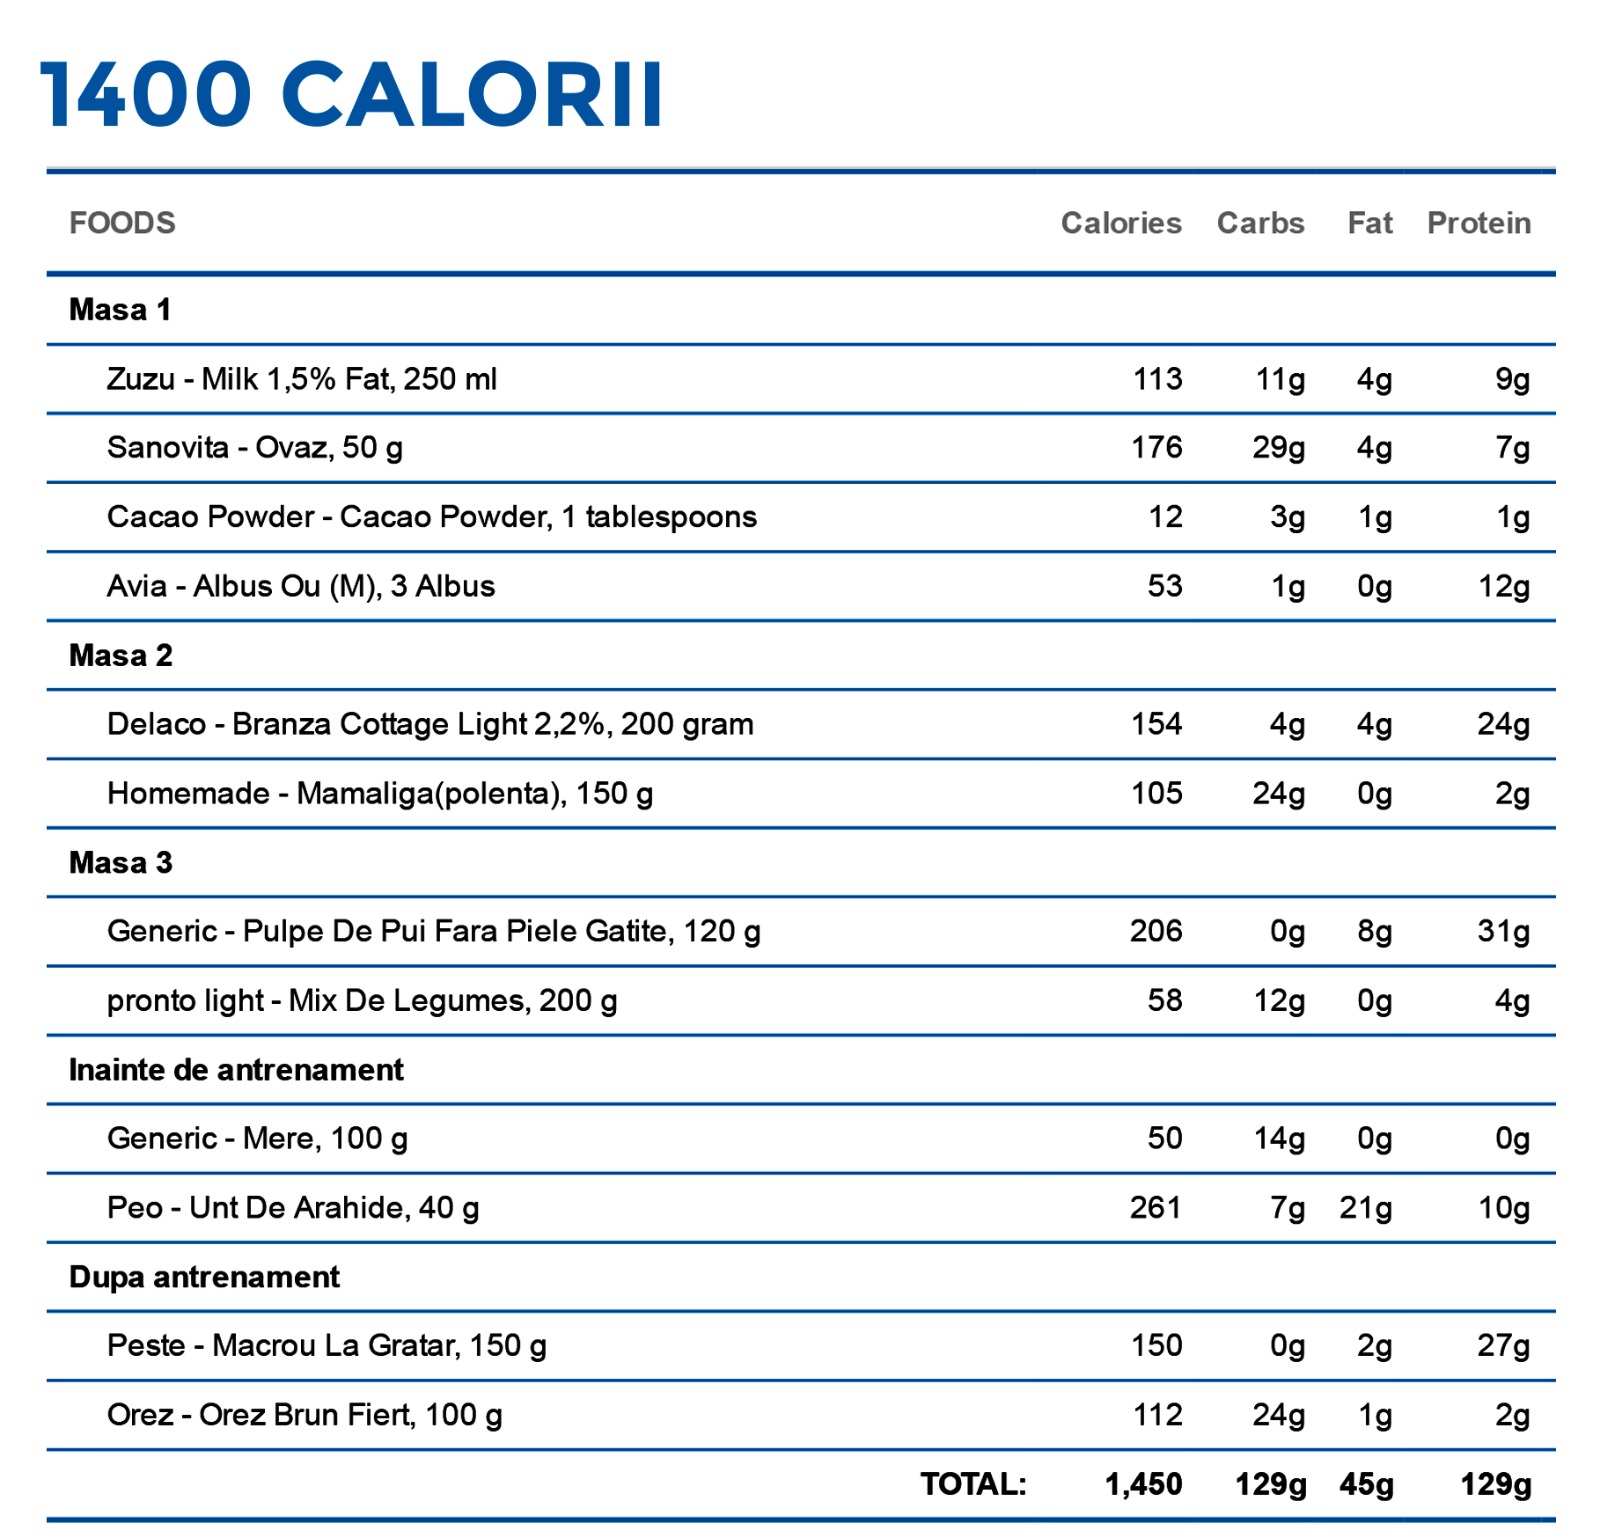 1400 CALORII
FOODS Calories Carbs Fat Protein
Masa 1
Zuzu - Milk 1,5% Fat, 250 ml 113 11g 4g 9g
Sanovita - Ovaz, 50 g 176 29g 4g 7g
Cacao Powder - Cacao Powder, 1 tablespoons 12 3g 1g 1g
Avia - Albus Ou (M), 3 Albus 53 1g 0g 12g
Masa 2
Delaco - Branza Cottage Light 2,2%, 200 gram 154 4g 4g 24g
Homemade - Mamaliga(polenta), 150 g 105 24g 0g 2g
Masa 3
Generic - Pulpe De Pui Fara Piele Gatite, 120 g 206 0g 8g 31g
pronto light - Mix De Legumes, 200 g 58 12g 0g 4g
Inainte de antrenament
Generic - Mere, 100 g 50 14g 0g 0g
Peo - Unt De Arahide, 40 g 261 7g 21g 10g
Dupa antrenament
Peste - Macrou La Gratar, 150 g 150 0g 2g 27g
Orez - Orez Brun Fiert, 100 g 112 24g 1g 2g
TOTAL: 1,450 129g 45g 129g